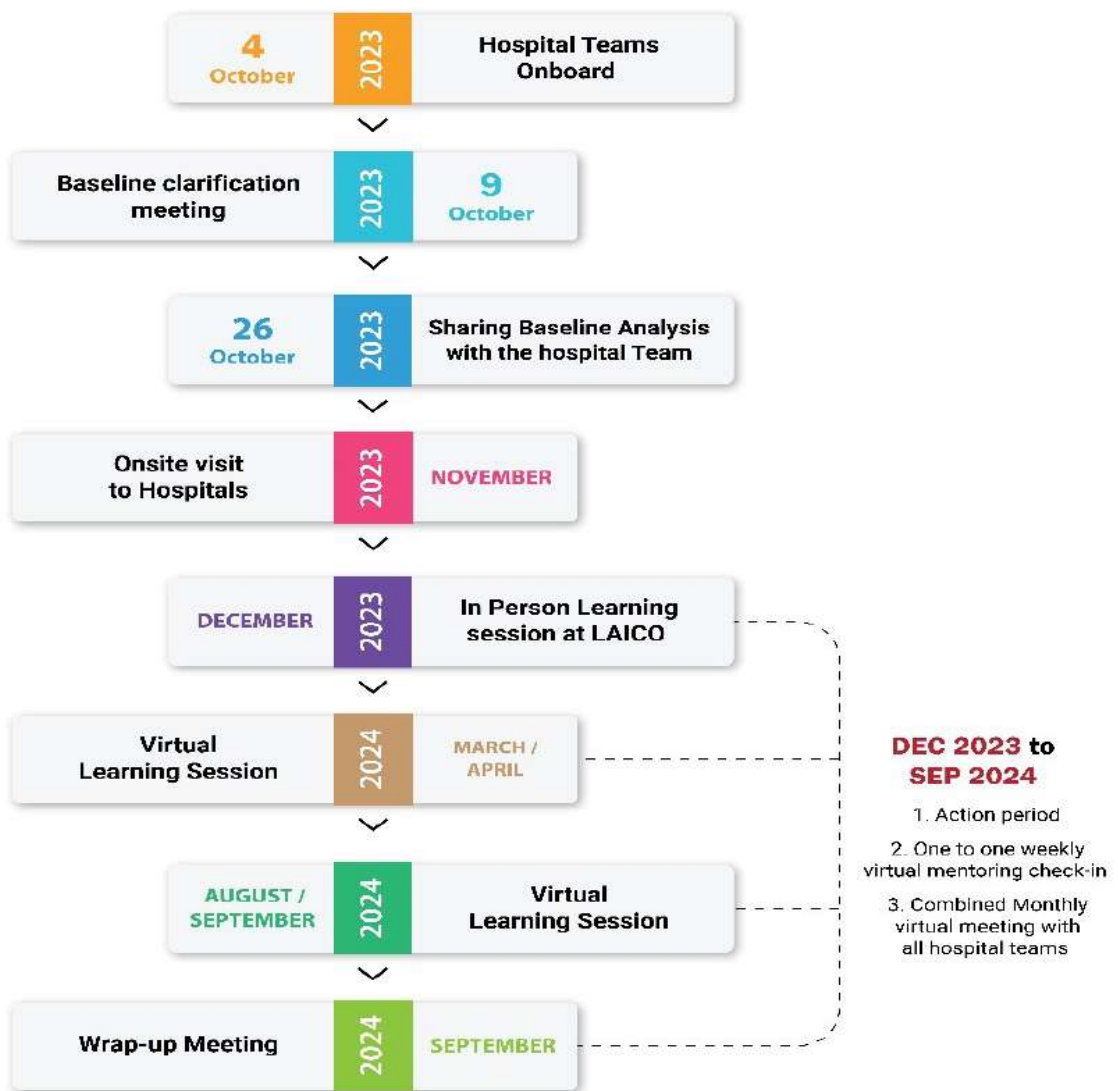 4
October
2023
Hospital Teams
Onboard
Baseline clarification
meeting
2023
9
October
26
October
2023
Sharing Baseline Analysis
with the hospital Team
Onsite visit
to Hospitals
2023
NOVEMBER
DECEMBER
2023
In Person Learning
session at LAICO
Virtual
Learning Session
2024
MARCH /
APRIL
AUGUST /
SEPTEMBER
2024
Virtual
Learning Session
Wrap-up Meeting
2024
SEPTEMBER
DEC 2023 to
SEP 2024
1. Action period
2. One to one weekly
virtual mentoring check-in
3. Combined Monthly
virtual meeting with
all hospital teams